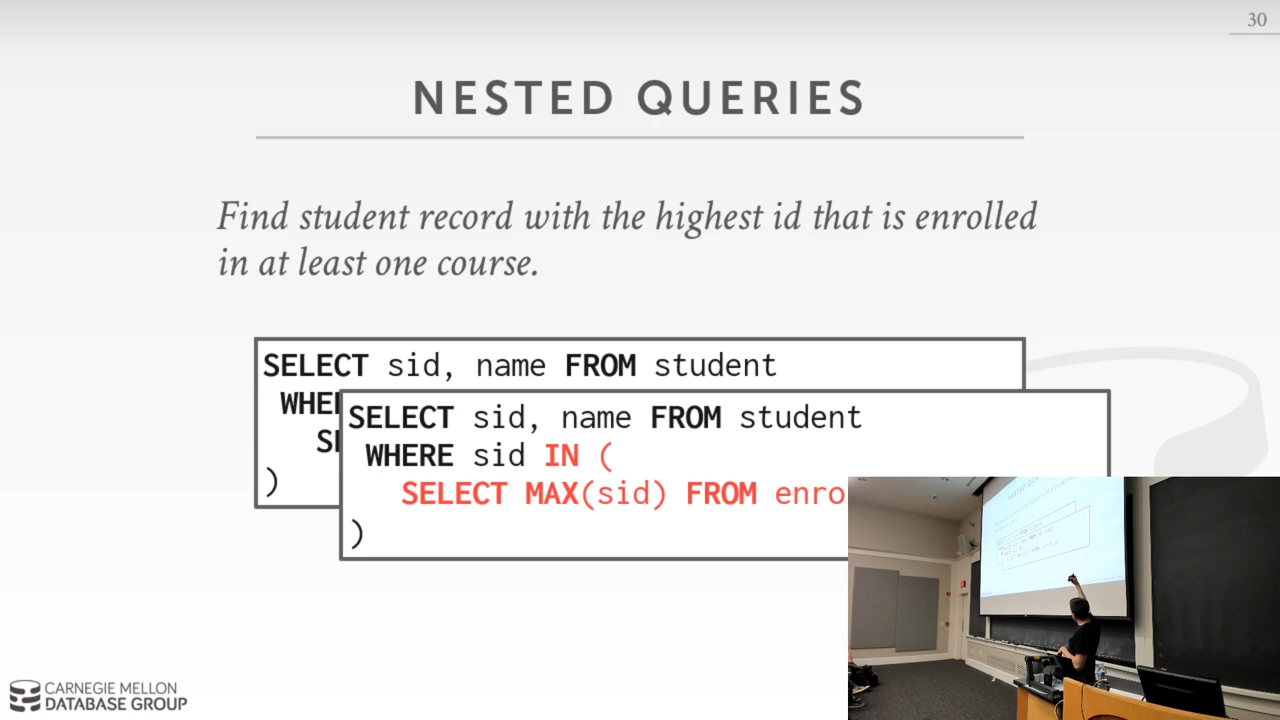 30
NESTED QUERIES
Find student record with the highest id that is enrolled
in at least one course.
SELECT sid, name FROM student
)
SELECT sid, name FROM student
WHERE sid IN (
SELECT MAX(sid) FROM enro
)
CARNEGIE MELLON
DATABASE GROUP